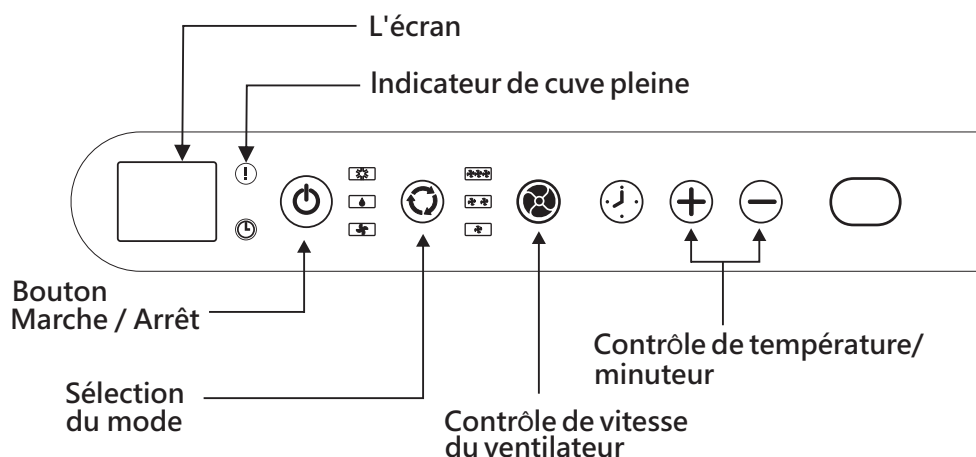 L'écran
Indicateur de cuve pleine
Bouton
Marche / Arrêt
Sélection
du mode
Contrôle de vitesse
du ventilateur
Contrôle de température/
minuteur